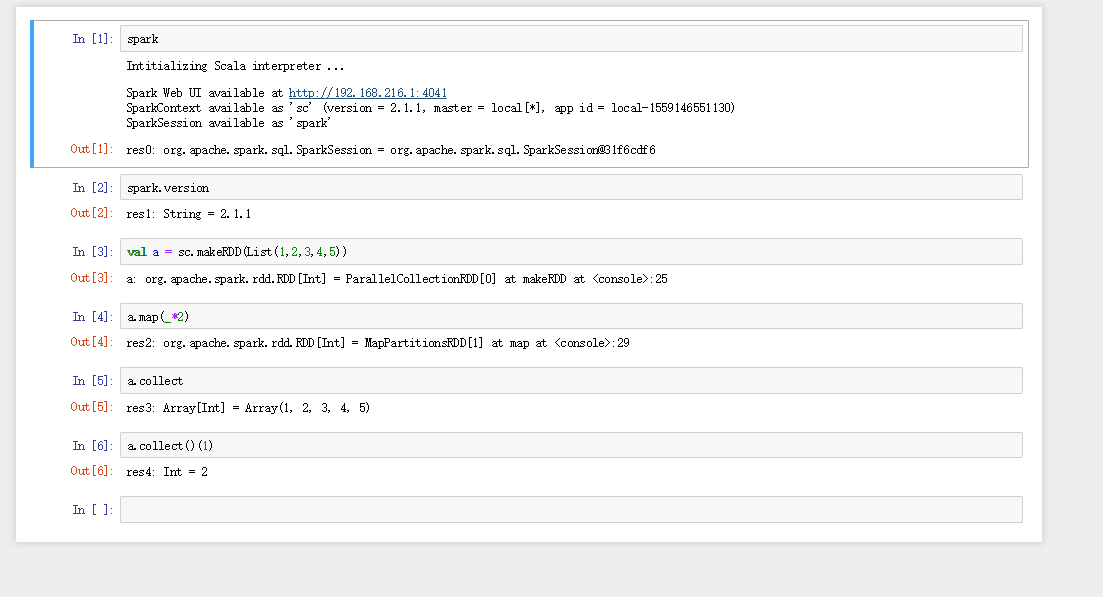 In [1]: spark
Intitializing Scala interpreter ...
Spark Web UI available at http://192.168.216.1:4041
SparkContext available as 'sc' (version = 2.1.1, master = local[*], app id = local-1559146551130)
SparkSession available as 'spark'
Out[1]: res0: org.apache.spark.sql.SparkSession = org.apache.spark.sql.SparkSession@31f6cdf6
In [2]: spark.version
Out[2]: res1: String = 2.1.1
In [3]: val a = sc.makeRDD(List(1,2,3,4,5))
Out[3]: a: org.apache.spark.rdd.RDD[Int] = ParallelCollectionRDD[0] at makeRDD at <console>:25
In [4]: a.map(_*2)
Out[4]: res2: org.apache.spark.rdd.RDD[Int] = MapPartitionsRDD[1] at map at <console>:29
In [5]: a.collect
Out[5]: res3: Array[Int] = Array(1, 2, 3, 4, 5)
In [6]: a.collect()(1)
Out[6]: res4: Int = 2
In [ ]: